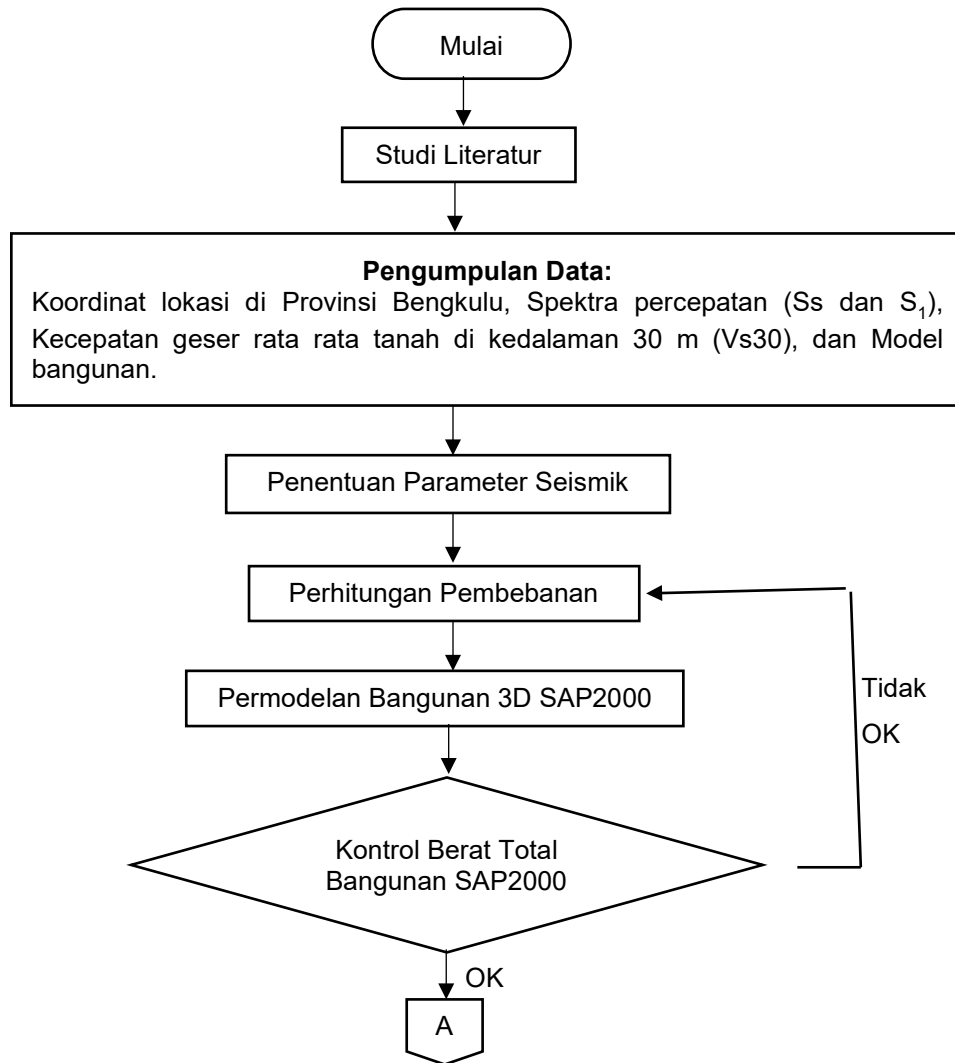 Mulai
Studi Literatur
Pengumpulan Data:
Koordinat lokasi di Provinsi Bengkulu, Spektra percepatan (Ss dan S₁),
Kecepatan geser rata rata tanah di kedalaman 30 m (Vs30), dan Model
bangunan.
Penentuan Parameter Seismik
Perhitungan Pembebanan
Permodelan Bangunan 3D SAP2000
Tidak
OK
Kontrol Berat Total
Bangunan SAP2000
OK
A